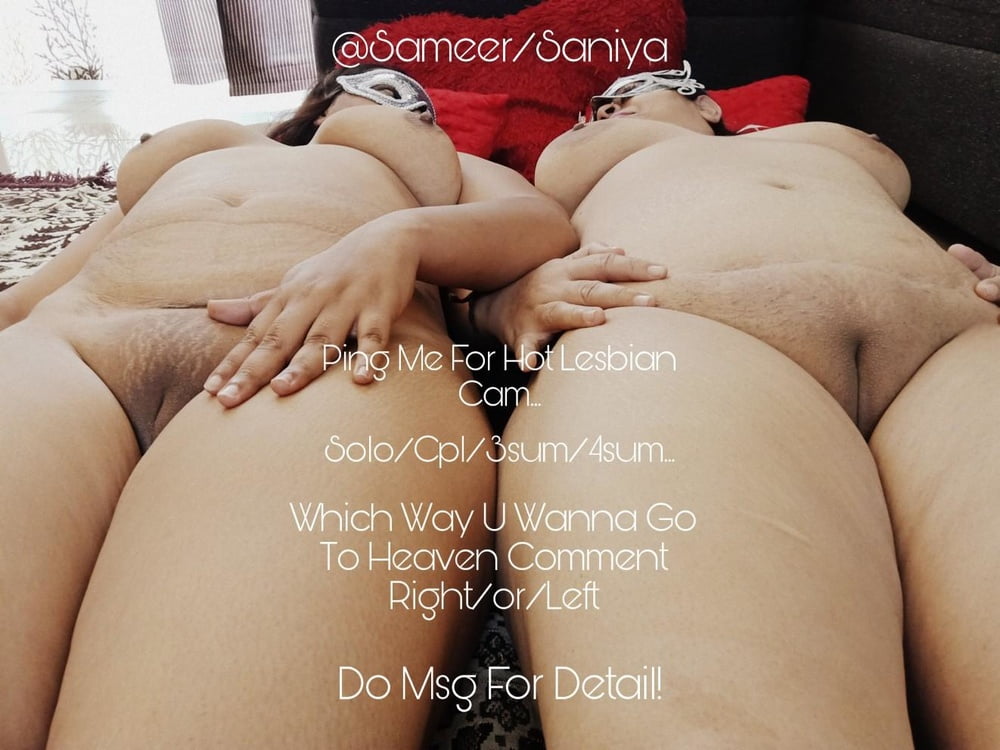 @Sameer/Saniya
Ping Me For Hot Lesbian
Cam...
Solo/Cpl/3sum/4sum...
Which Way U Wanna Go
To Heaven Comment
Right/or/Left
Do Msg For Detail!